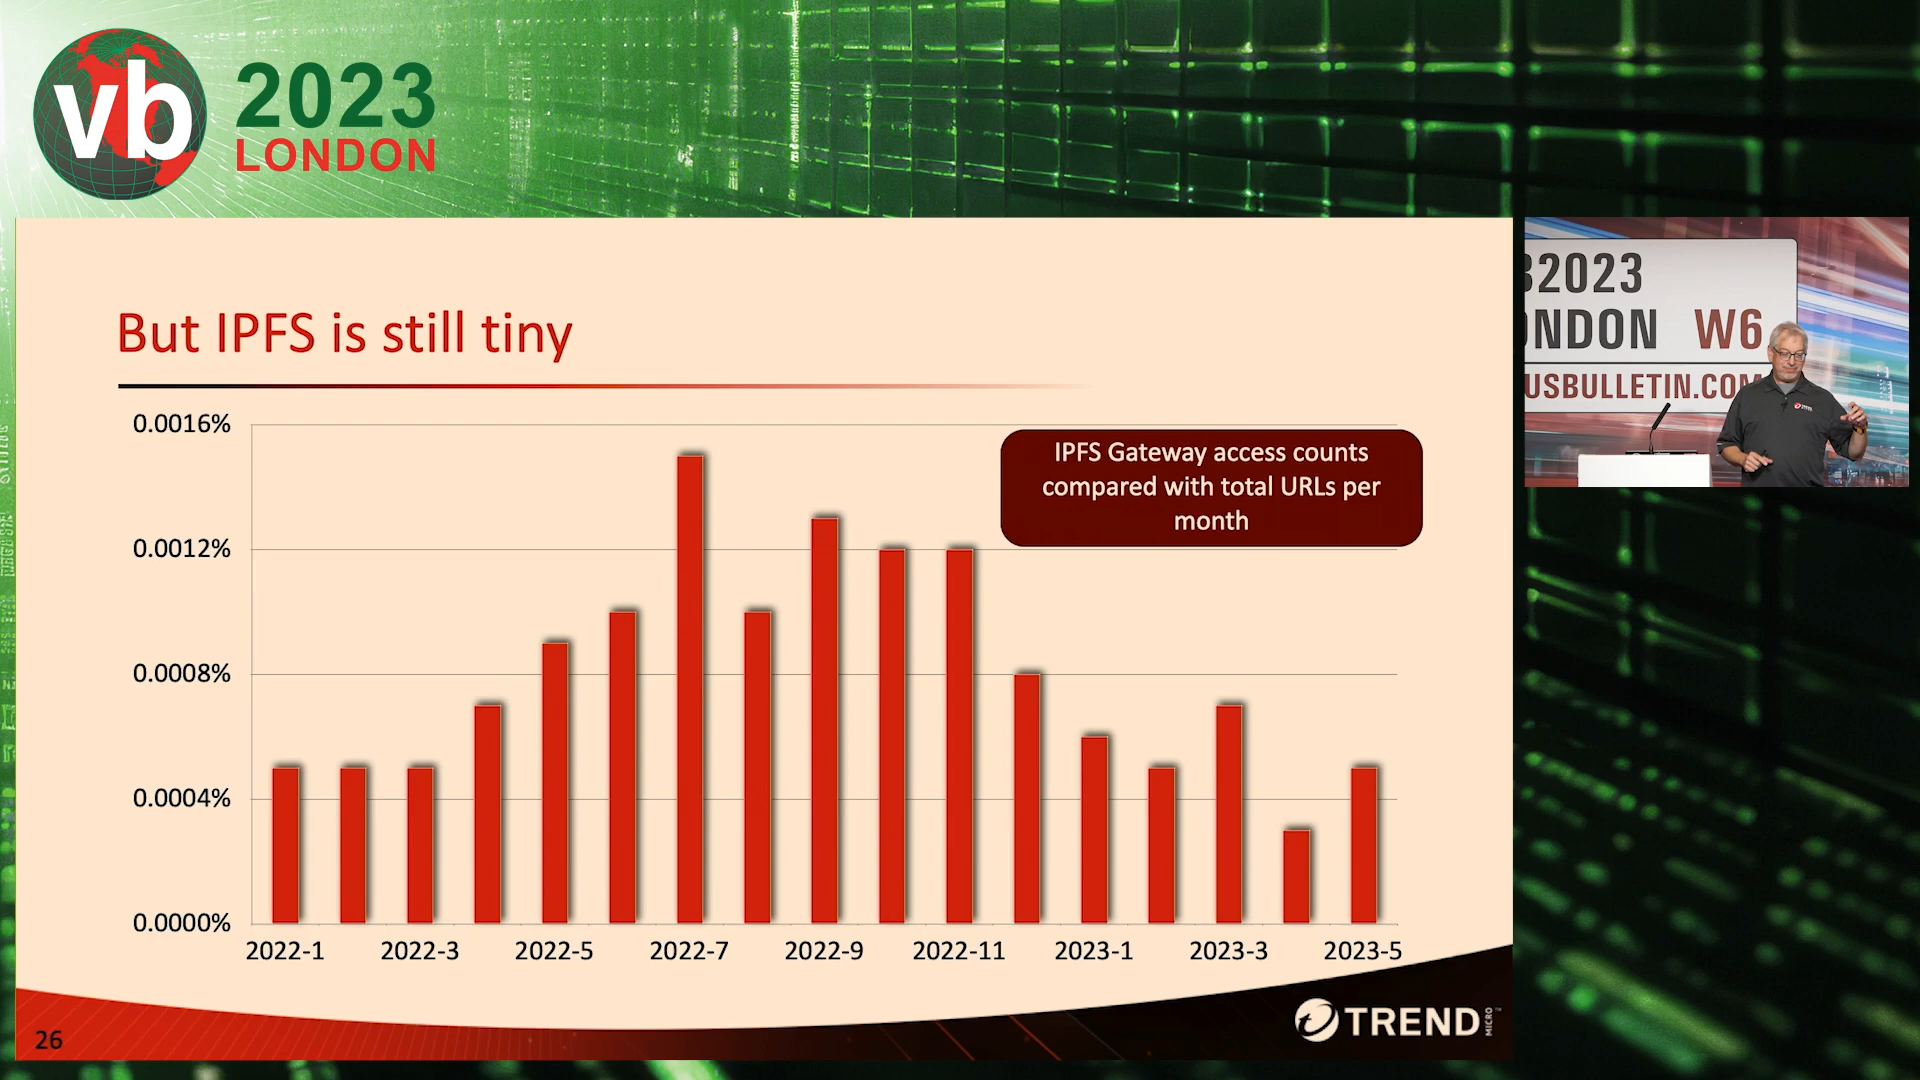 vb
2023
LONDON
But IPFS is still tiny
0.0016%
0.0012%
0.0008%
0.0004%
0.0000%
IPFS Gateway access counts
compared with total URLs per
month
2022-1
2022-3
2022-5
2022-7
2022-9
2022-11
2023-1
2023-3
2023-5
26
TREND
MICRO
2023
NDON W6
USBULLETIN.COM